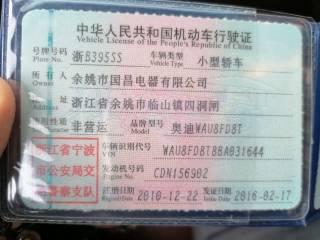 中华人民共和国机动车行驶证
Vehicle License of the People's Republic of China
号牌号码 浙B395SS 车辆类型 小型轿车
Plate No. Vehicle Type
所 有 人 余姚市国昌电器有限公司
Owner
住 址 浙江省余姚市临山镇四洞闸
Address
使用性质 非营运 品牌型号 奥迪WAU8FD8T
Model
浙江省宁波 车辆识别代号 WAU8FD8T8BA031644
VIN
市公安局交 发动机号码 CDN156902
Engine No.
警察支队 注册日期 2010-12-22 发证日期 2016-02-17
Register Date Issue Date